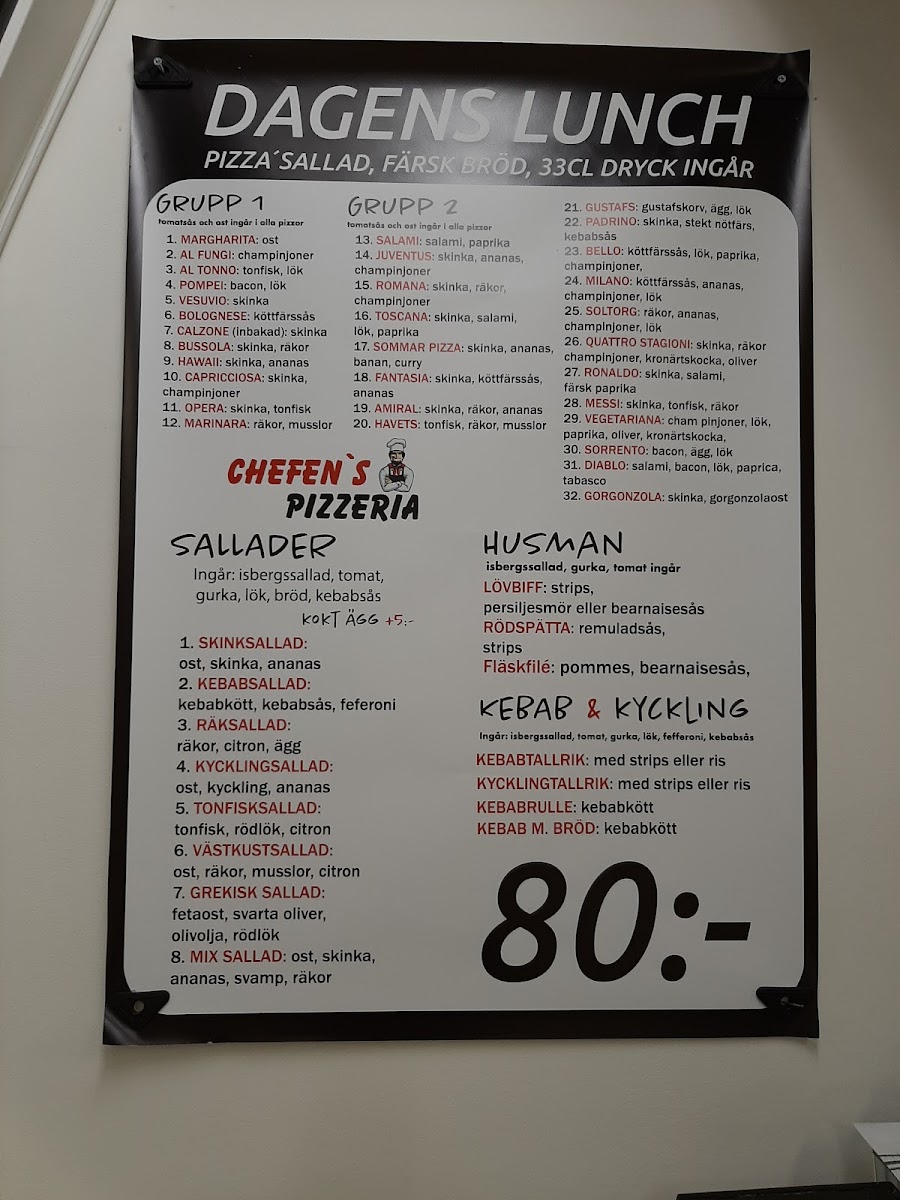 DAGENS LUNCH
PIZZA´SALLAD, FÄRSK BRÖD, 33CL DRYCK INGÅR
GRUPP 1
tomatsås och ost ingår i alla pizzor
1. MARGHARITA: ost
2. AL FUNGI: champinjoner
3. AL TONNO: tonfisk, lök
4. POMPEI: bacon, lök
5. VESUVIO: skinka
6. BOLOGNESE: köttfärssås
7. CALZONE (inbakad): skinka
8. BUSSOLA: skinka, räkor
9. HAWAII: skinka, ananas
10. CAPRICCIOSA: skinka,
champinjoner
11. OPERA: skinka, tonfisk
12. MARINARA: räkor, musslor
GRUPP 2
tomatsås och ost ingår i alla pizzor
13. SALAMI: salami, paprika
14. JUVENTUS: skinka, ananas,
champinjoner
15. ROMANA: skinka, räkor,
champinjoner
16. TOSCANA: skinka, salami,
lök, paprika
17. SOMMAR PIZZA: skinka, ananas,
banan, curry
18. FANTASIA: skinka, köttfärssås,
ananas
19. AMIRAL: skinka, räkor, ananas
20. HAVETS: tonfisk, räkor, musslor
21. GUSTAFS: gustafskorv, ägg, lök
22. PADRINO: skinka, stekt nötfärs,
kebabsås
23. BELLO: köttfärssås, lök, paprika,
champinjoner,
24. MILANO: köttfärssås, ananas,
champinjoner, lök
25. SOLTORG: räkor, ananas,
champinjoner, lök
26. QUATTRO STAGIONI: skinka, räkor
champinjoner, kronärtskocka, oliver
27. RONALDO: skinka, salami,
färsk paprika
28. MESSI: skinka, tonfisk, räkor
29. VEGETARIANA: cham pinjoner, lök,
paprika, oliver, kronärtskocka,
30. SORRENTO: bacon, ägg, lök
31. DIABLO: salami, bacon, lök, paprica,
tabasco
32. GORGONZOLA: skinka, gorgonzolaost
CHEFEN`S
PIZZERIA
SALLADER
Ingår: isbergssallad, tomat,
gurka, lök, bröd, kebabsås
KOKT ÄGG +5:-
1. SKINKSALLAD:
ost, skinka, ananas
2. KEBABSALLAD:
kebabkött, kebabsås, feferoni
3. RÄKSALLAD:
räkor, citron, ägg
4. KYCKLINGSALLAD:
ost, kyckling, ananas
5. TONFISKSALLAD:
tonfisk, rödlök, citron
6. VÄSTKUSTSALLAD:
ost, räkor, musslor, citron
7. GREKISK SALLAD:
fetaost, svarta oliver,
olivolja, rödlök
8. MIX SALLAD: ost, skinka,
ananas, svamp, räkor
HUSMAN
isbergssallad, gurka, tomat ingår
LÖVBIFF: strips,
persiljesmör eller bearnaisesås
RÖDSPÄTTA: remuladsås,
strips
Fläskfilé: pommes, bearnaisesås,
KEBAB & KYCKLING
Ingår: isbergssallad, tomat, gurka, lök, fefferoni, kebabsås
KEBABTALLRIK: med strips eller ris
KYCKLINGTALLRIK: med strips eller ris
KEBABRULLE: kebabkött
KEBAB M. BRÖD: kebabkött
80:-